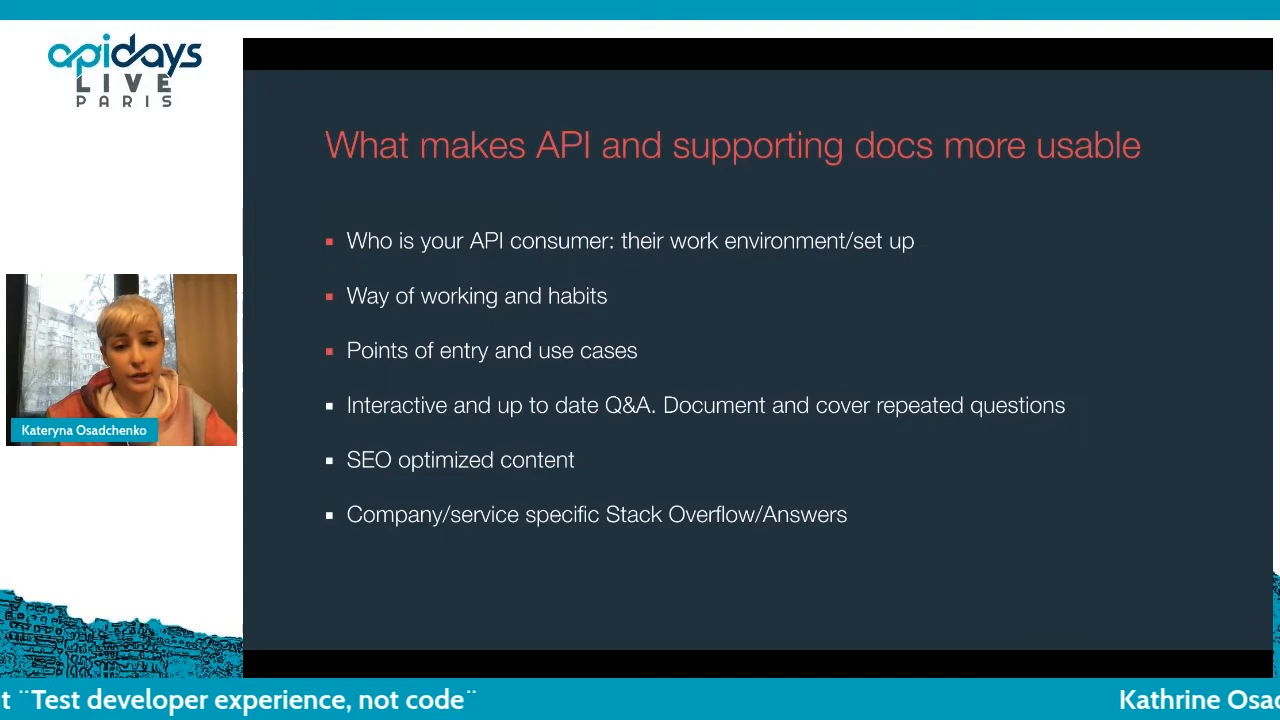 apidays
LIVE
PARIS
What makes API and supporting docs more usable
Who is your API consumer: their work environment/set up
Way of working and habits
Points of entry and use cases
Interactive and up to date Q&A. Document and cover repeated questions
SEO optimized content
Company/service specific Stack Overflow/Answers
Kateryna Osadchenko
t ¨Test developer experience, not code¨
Kathrine Osad